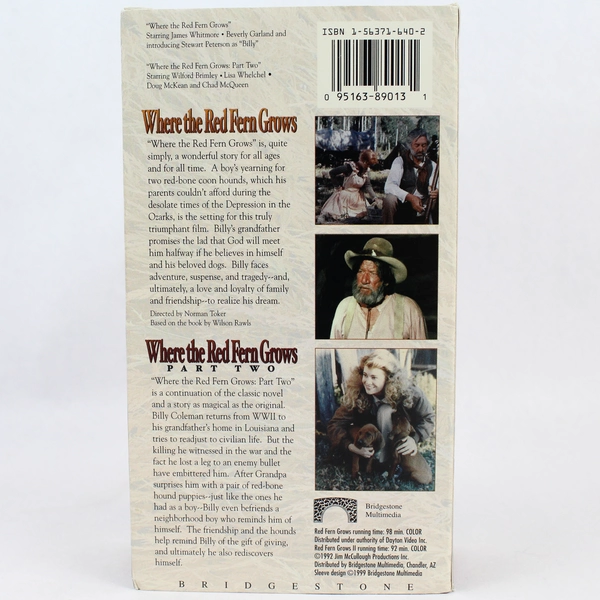 "Where the Red Fern Grows"
Starring James Whitmore • Beverly Garland and
introducing Stewart Peterson as "Billy"
"Where the Red Fern Grows: Part Two"
Starring Wilford Brimley • Lisa Whelchel •
Doug McKean and Chad McQueen
ISBN 1-56371-640-2
0 95163-89013 1
Where the Red Fern Grows
"Where the Red Fern Grows" is, quite
simply, a wonderful story for all ages
and for all time. A boy's yearning for
two red-bone coon hounds, which his
parents couldn't afford during the
desolate times of the Depression in the
Ozarks, is the setting for this truly
triumphant film. Billy's grandfather
promises the lad that God will meet
him halfway if he believes in himself
and his beloved dogs. Billy faces
adventure, suspense, and tragedy--and,
ultimately, a love and loyalty of family
and friendship--to realize his dream.
Directed by Norman Toker
Based on the book by Wilson Rawls
Where the Red Fern Grows
PART TWO
"Where the Red Fern Grows: Part Two"
is a continuation of the classic novel
and a story as magical as the original.
Billy Coleman returns from WWII to
his grandfather's home in Louisiana and
tries to readjust to civilian life. But the
killing he witnessed in the war and the
fact he lost a leg to an enemy bullet
have embittered him. After Grandpa
surprises him with a pair of red-bone
hound puppies--just like the ones he
had as a boy--Billy even befriends a
neighborhood boy who reminds him of
himself. The friendship and the hounds
help remind Billy of the gift of giving,
and ultimately he also rediscovers
himself.
Bridgestone
Multimedia
Red Fern Grows running time: 98 min. COLOR
Distributed under authority of Dayton Video Inc.
Red Fern Grows II running time: 92 min. COLOR
©1992 Jim McCullough Productions Inc.
Distributed by Bridgestone Multimedia, Chandler, AZ
Sleeve design ©1999 Bridgestone Multimedia
BRIDGESTONE